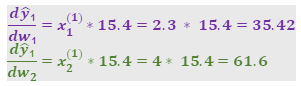 dŷ₁/dw₁ = x₁⁽¹⁾ * 15.4 = 2.3 * 15.4 = 35.42
dŷ₁/dw₂ = x₂⁽¹⁾ * 15.4 = 4 * 15.4 = 61.6